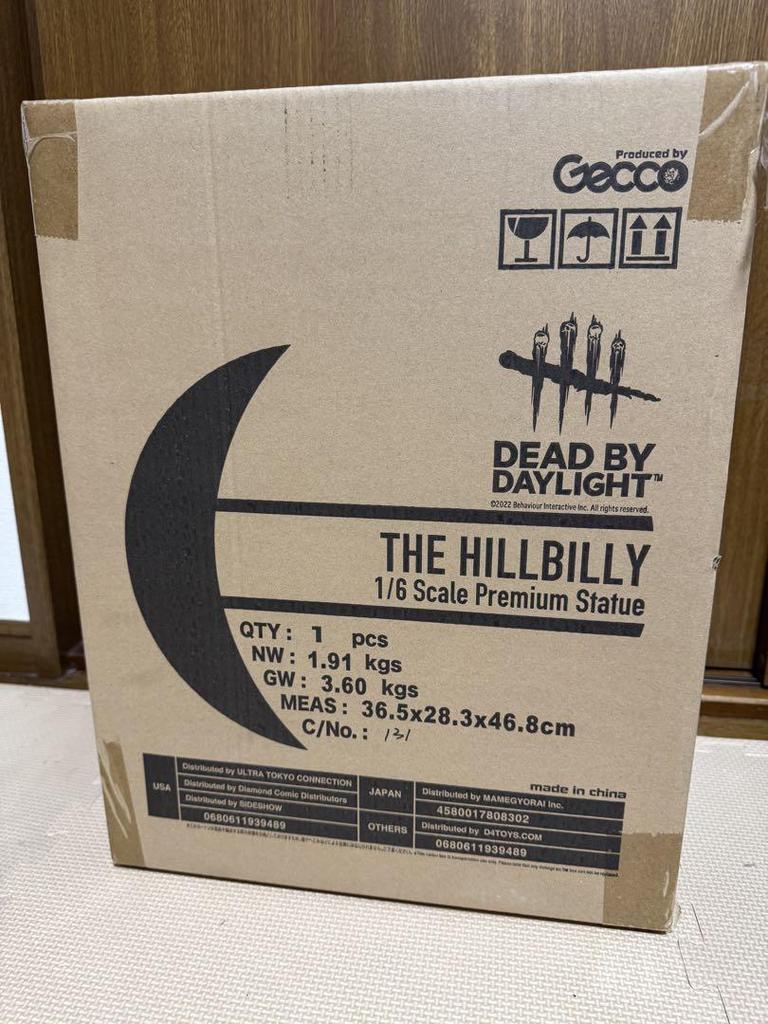 Produced by
Gecco
DEAD BY
DAYLIGHT™
©2022 Behaviour Interactive Inc. All rights reserved.
THE HILLBILLY
1/6 Scale Premium Statue
QTY : 1 pcs
NW : 1.91 kgs
GW : 3.60 kgs
MEAS : 36.5x28.3x46.8cm
C/No. : 131
made in china
USA
Distributed by ULTRA TOKYO CONNECTION
Distributed by Diamond Comic Distributors
Distributed by SIDESHOW
0680611939489
JAPAN
Distributed by MAMEGYORAI Inc.
4580017808302
OTHERS
Distributed by D4TOYS.COM
0680611939489